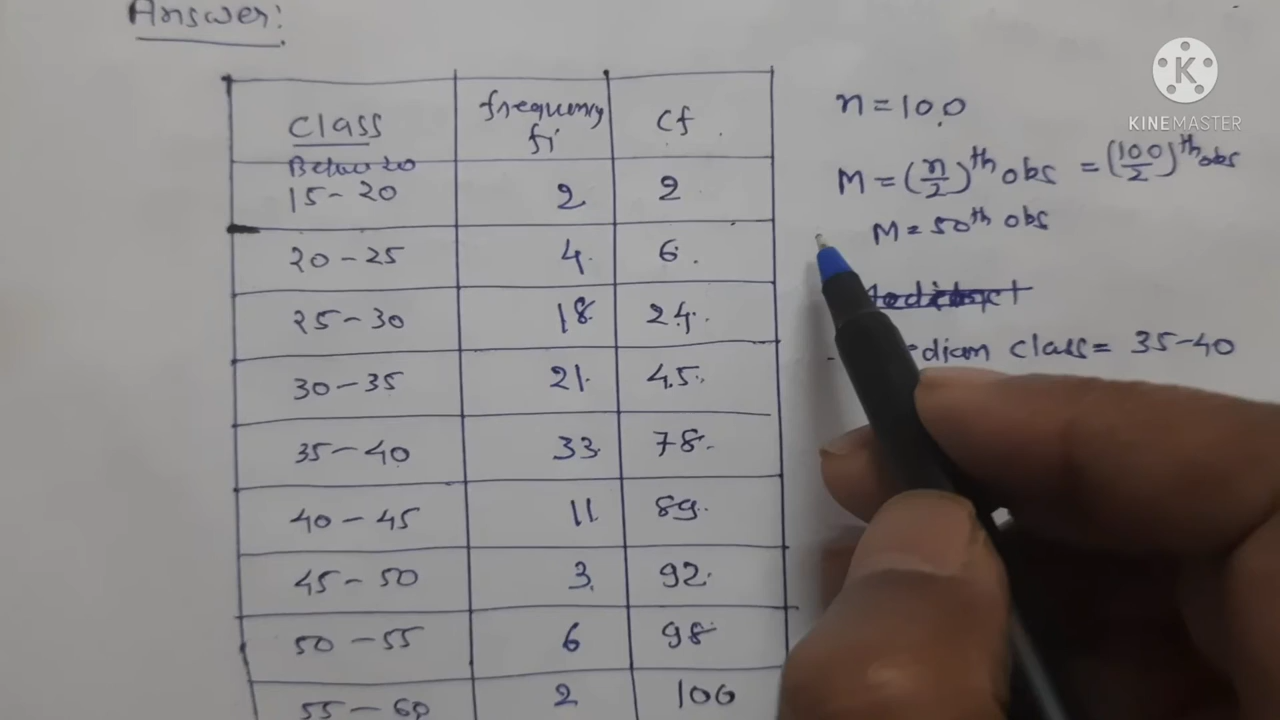 Answer:
Class frequency fi cf
Below 20
15-20 2 2
20-25 4 6
25-30 18 24
30-35 21 45
35-40 33 78
40-45 11 89
45-50 3 92
50-55 6 98
55-60 2 100
n = 100
M = (n/2)th obs = (100/2)th obs
M = 50th obs
dian class = 35-40
KINEMASTER